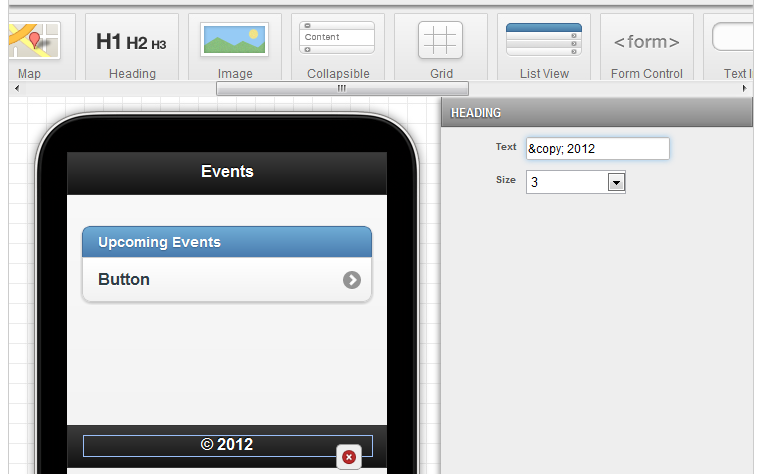 H1 H2 H3
Content
<form>
Map
Heading
Image
Collapsible
Grid
List View
Form Control
HEADING
Text
&copy; 2012
Size
3
Events
Upcoming Events
Button
© 2012